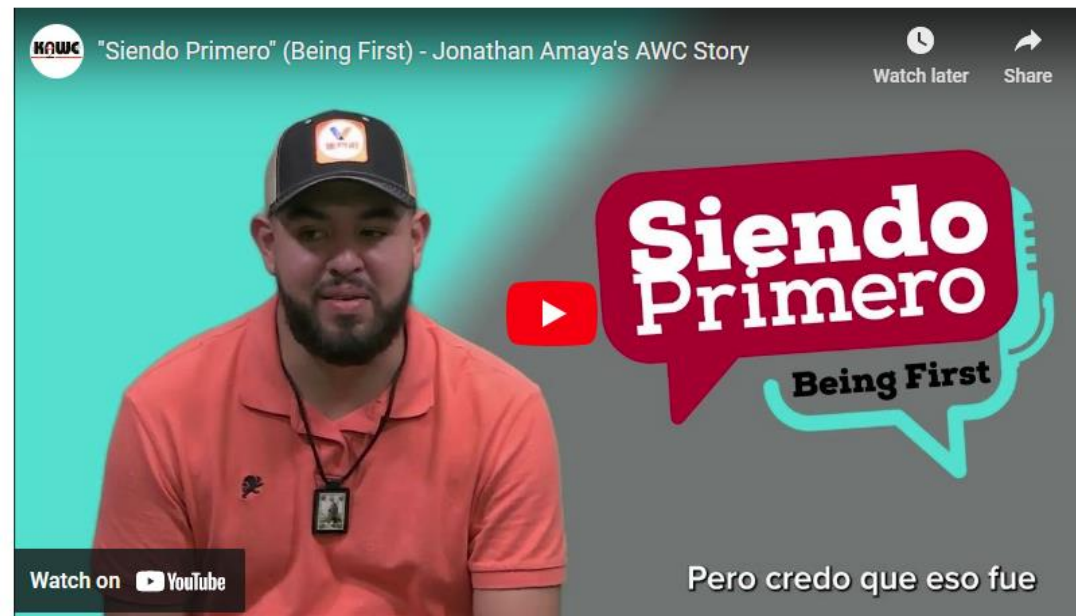 KAWC
"Siendo Primero" (Being First) - Jonathan Amaya's AWC Story
Watch later
Share
Siendo
Primero
Being First
Watch on YouTube
Pero credo que eso fue